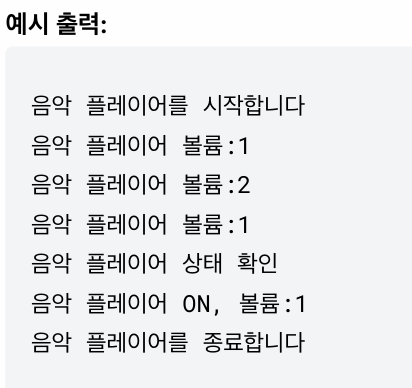 예시 출력:
음악 플레이어를 시작합니다
음악 플레이어 볼륨:1
음악 플레이어 볼륨:2
음악 플레이어 볼륨:1
음악 플레이어 상태 확인
음악 플레이어 ON, 볼륨:1
음악 플레이어를 종료합니다